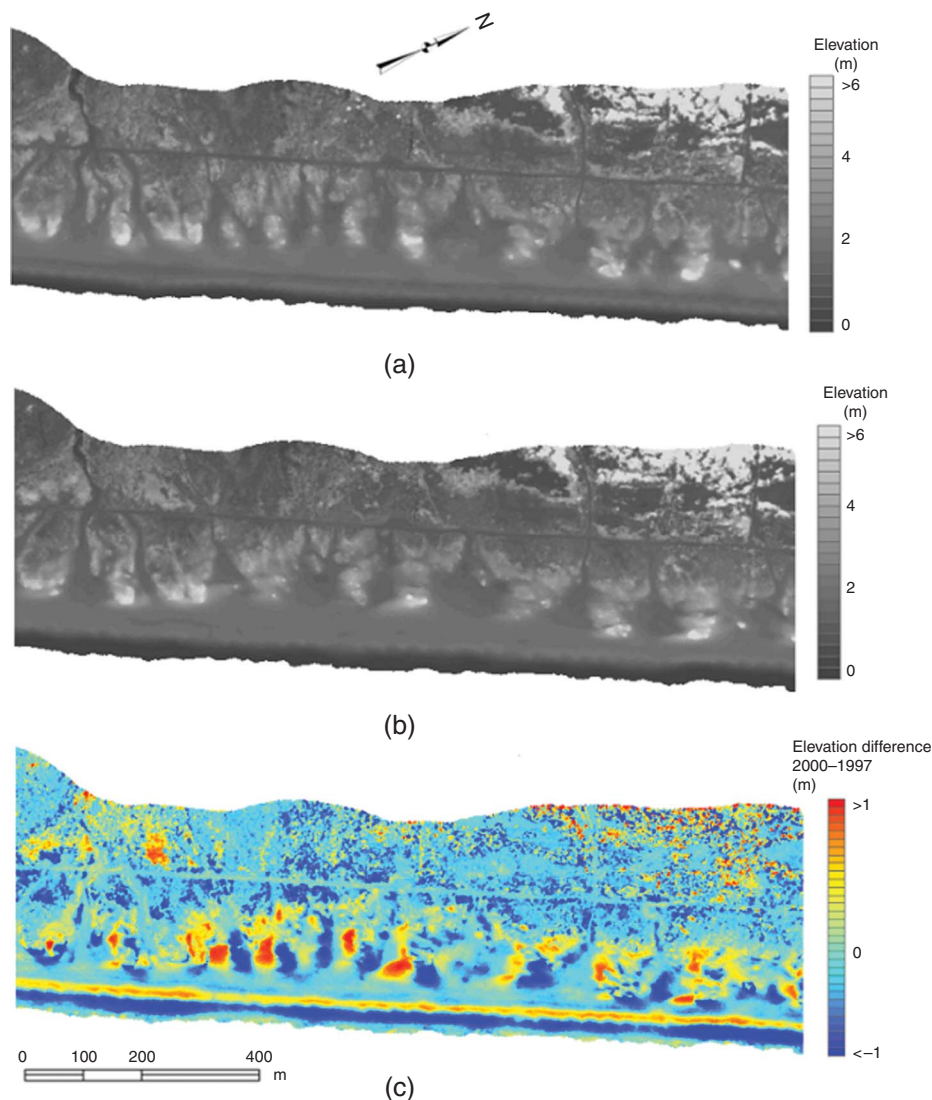 N
Elevation
(m)
>6
4
2
0
(a)
Elevation
(m)
>6
4
2
0
(b)
Elevation difference
2000–1997
(m)
>1
0
<–1
0 100 200 400
m
(c)